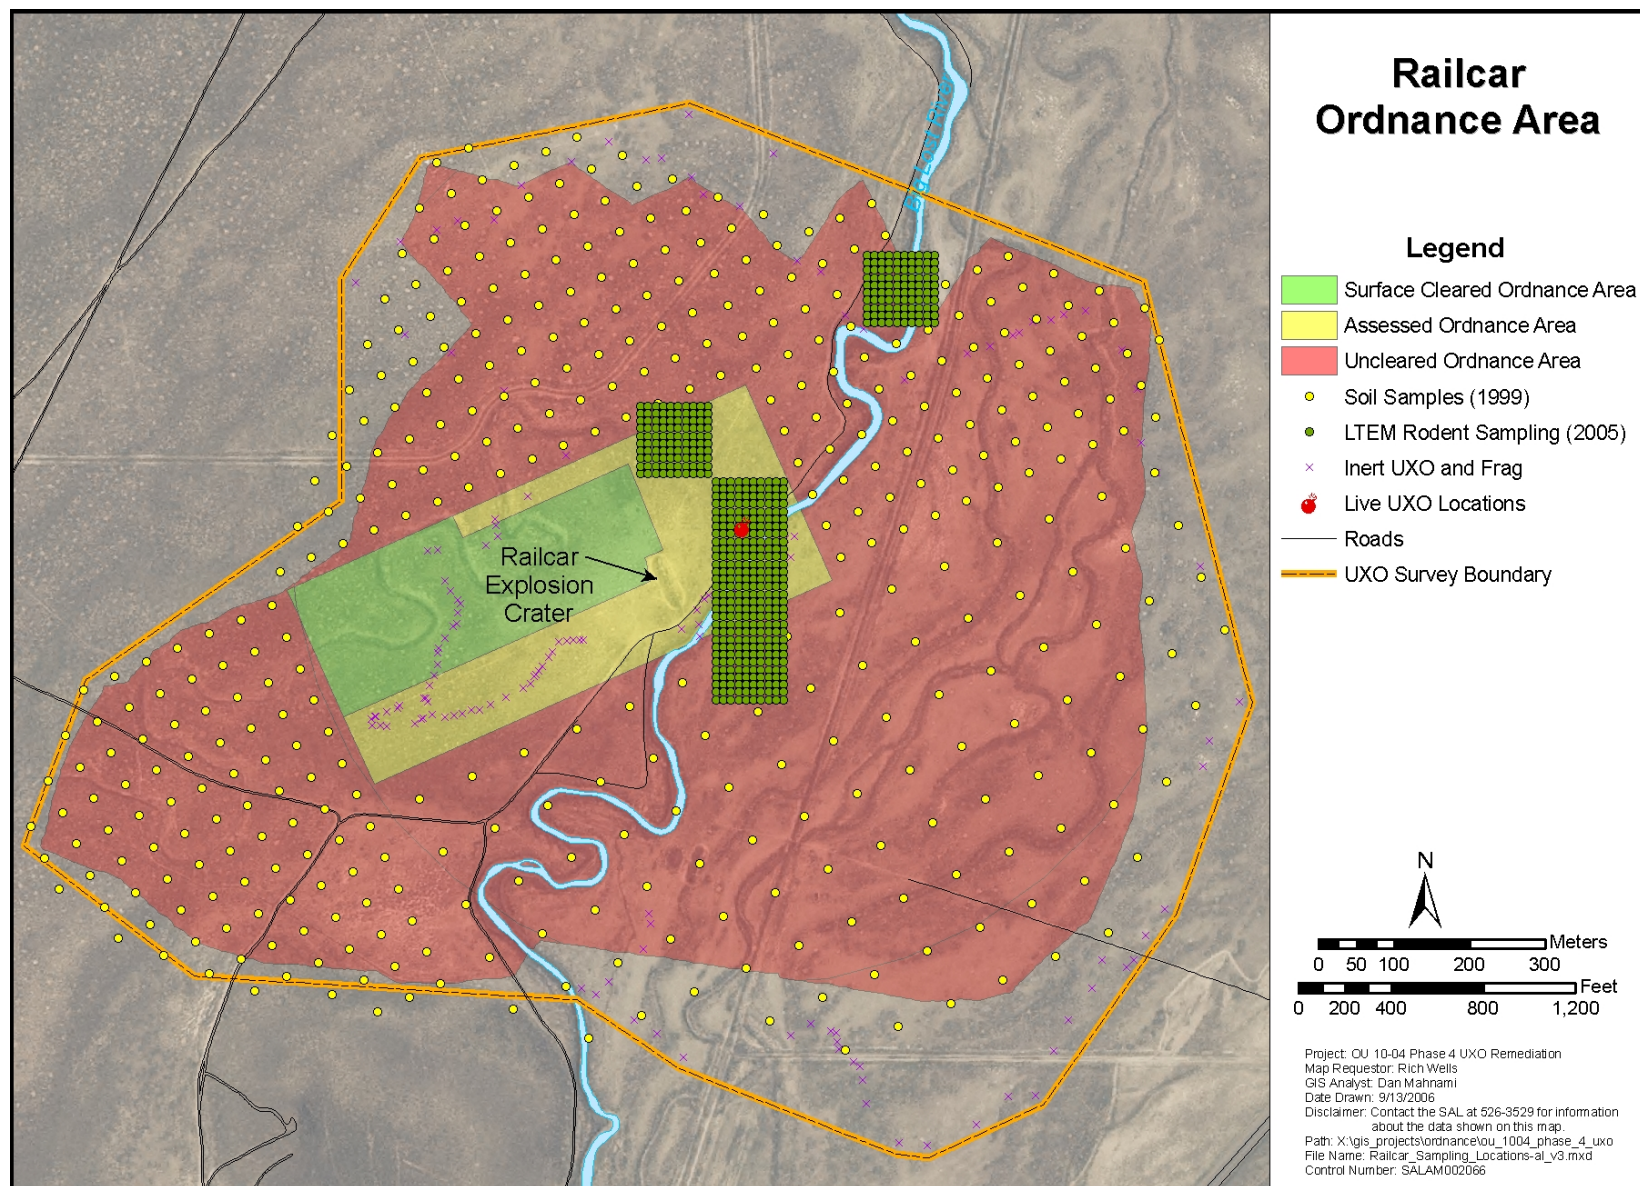 Railcar
Ordnance Area
Big Lost River
Legend
Surface Cleared Ordnance Area
Assessed Ordnance Area
Uncleared Ordnance Area
Soil Samples (1999)
LTEM Rodent Sampling (2005)
Inert UXO and Frag
Live UXO Locations
Roads
UXO Survey Boundary
Railcar
Explosion
Crater
N
Meters
0 50 100 200 300
Feet
0 200 400 800 1,200
Project: OU 10-04 Phase 4 UXO Remediation
Map Requestor: Rich Wells
GIS Analyst: Dan Mahnami
Date Drawn: 9/13/2006
Disclaimer: Contact the SAL at 526-3529 for information
about the data shown on this map.
Path: X:\gis_projects\ordnance\ou_1004_phase_4_uxo
File Name: Railcar_Sampling_Locations-al_v3.mxd
Control Number: SALAM002066